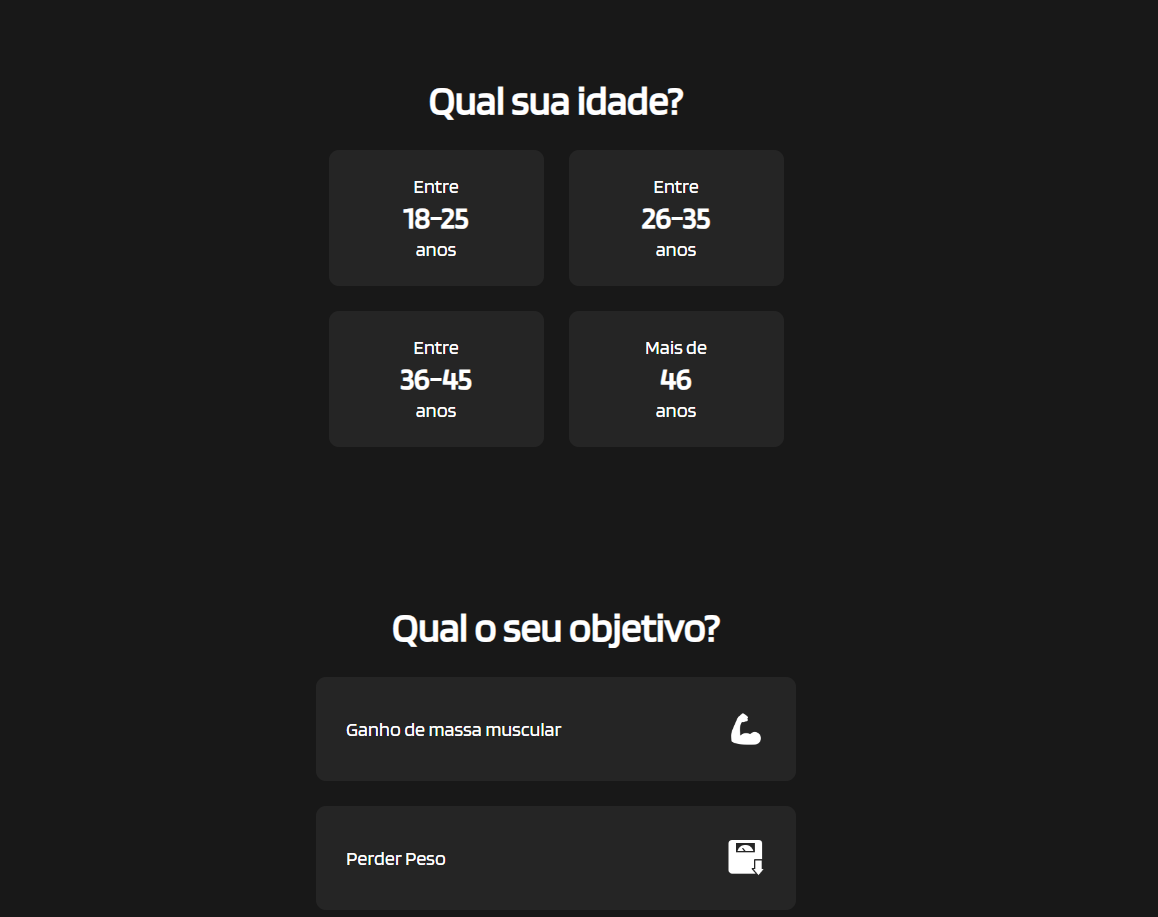 Qual sua idade?
Entre
18-25
anos
Entre
26-35
anos
Entre
36-45
anos
Mais de
46
anos
Qual o seu objetivo?
Ganho de massa muscular
Perder Peso